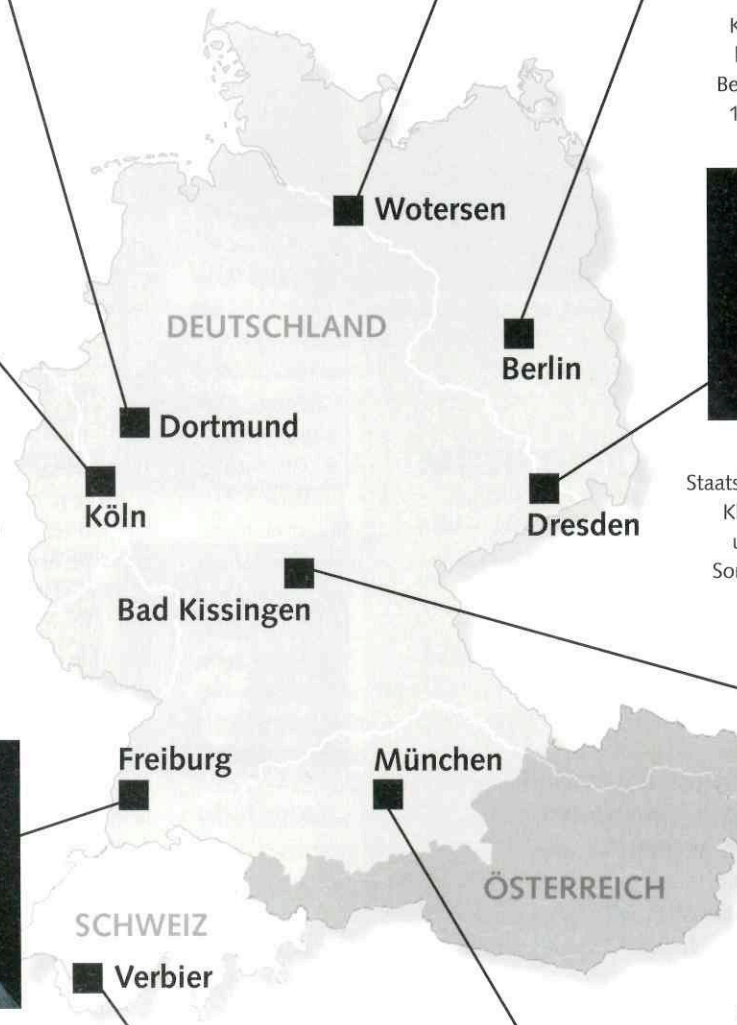 Wotersen
DEUTSCHLAND
Berlin
Dortmund
Köln
Dresden
Bad Kissingen
Freiburg
München
ÖSTERREICH
SCHWEIZ
Verbier